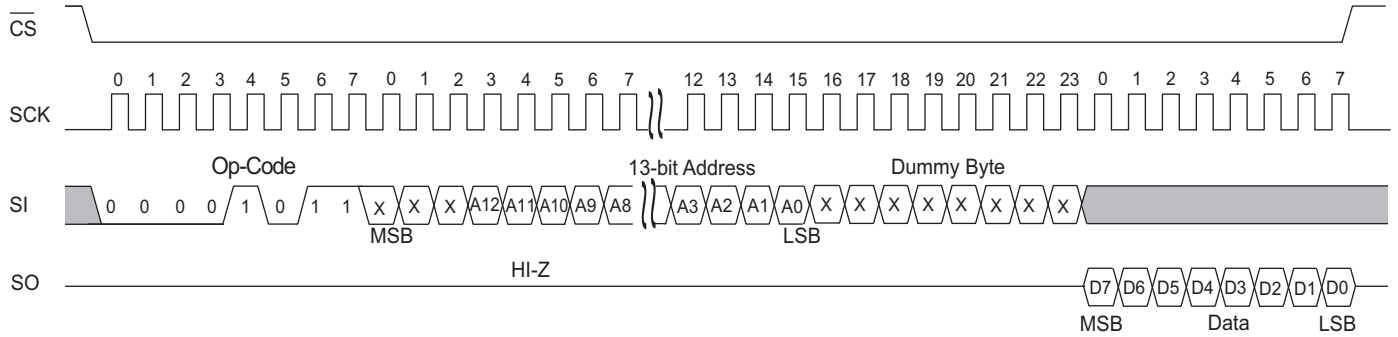 CS
0 1 2 3 4 5 6 7 0 1 2 3 4 5 6 7 12 13 14 15 16 17 18 19 20 21 22 23 0 1 2 3 4 5 6 7
SCK
Op-Code 13-bit Address Dummy Byte
SI 0 0 0 0 1 0 1 1 X X X A12 A11 A10 A9 A8 A3 A2 A1 A0 X X X X X X X X
MSB LSB
HI-Z
SO D7 D6 D5 D4 D3 D2 D1 D0
MSB Data LSB